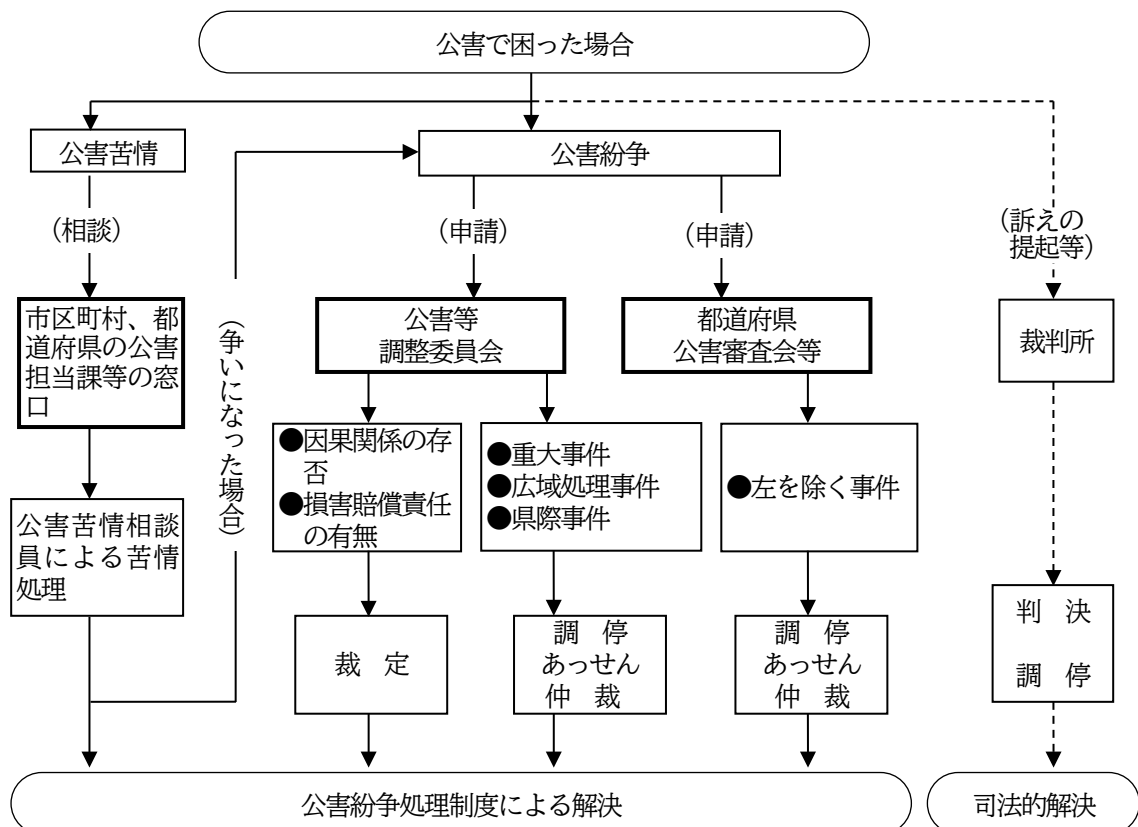 公害で困った場合
公害苦情
公害紛争
(相談)
(申請)
(申請)
(訴えの
提起等)
市区町村、都
道府県の公害
担当課等の窓
口
(争いになった場合)
公害等
調整委員会
都道府県
公害審査会等
裁判所
●因果関係の存
否
●損害賠償責任
の有無
●重大事件
●広域処理事件
●県際事件
●左を除く事件
公害苦情相談
員による苦情
処理
裁 定
調 停
あっせん
仲 裁
調 停
あっせん
仲 裁
判 決
調 停
公害紛争処理制度による解決
司法的解決